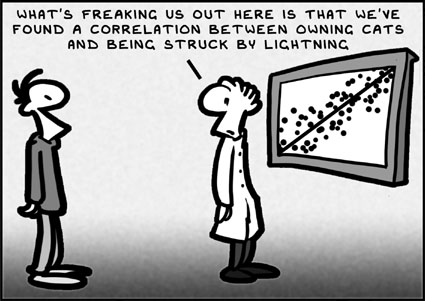 WHAT'S FREAKING US OUT HERE IS THAT WE'VE
FOUND A CORRELATION BETWEEN OWNING CATS
AND BEING STRUCK BY LIGHTNING